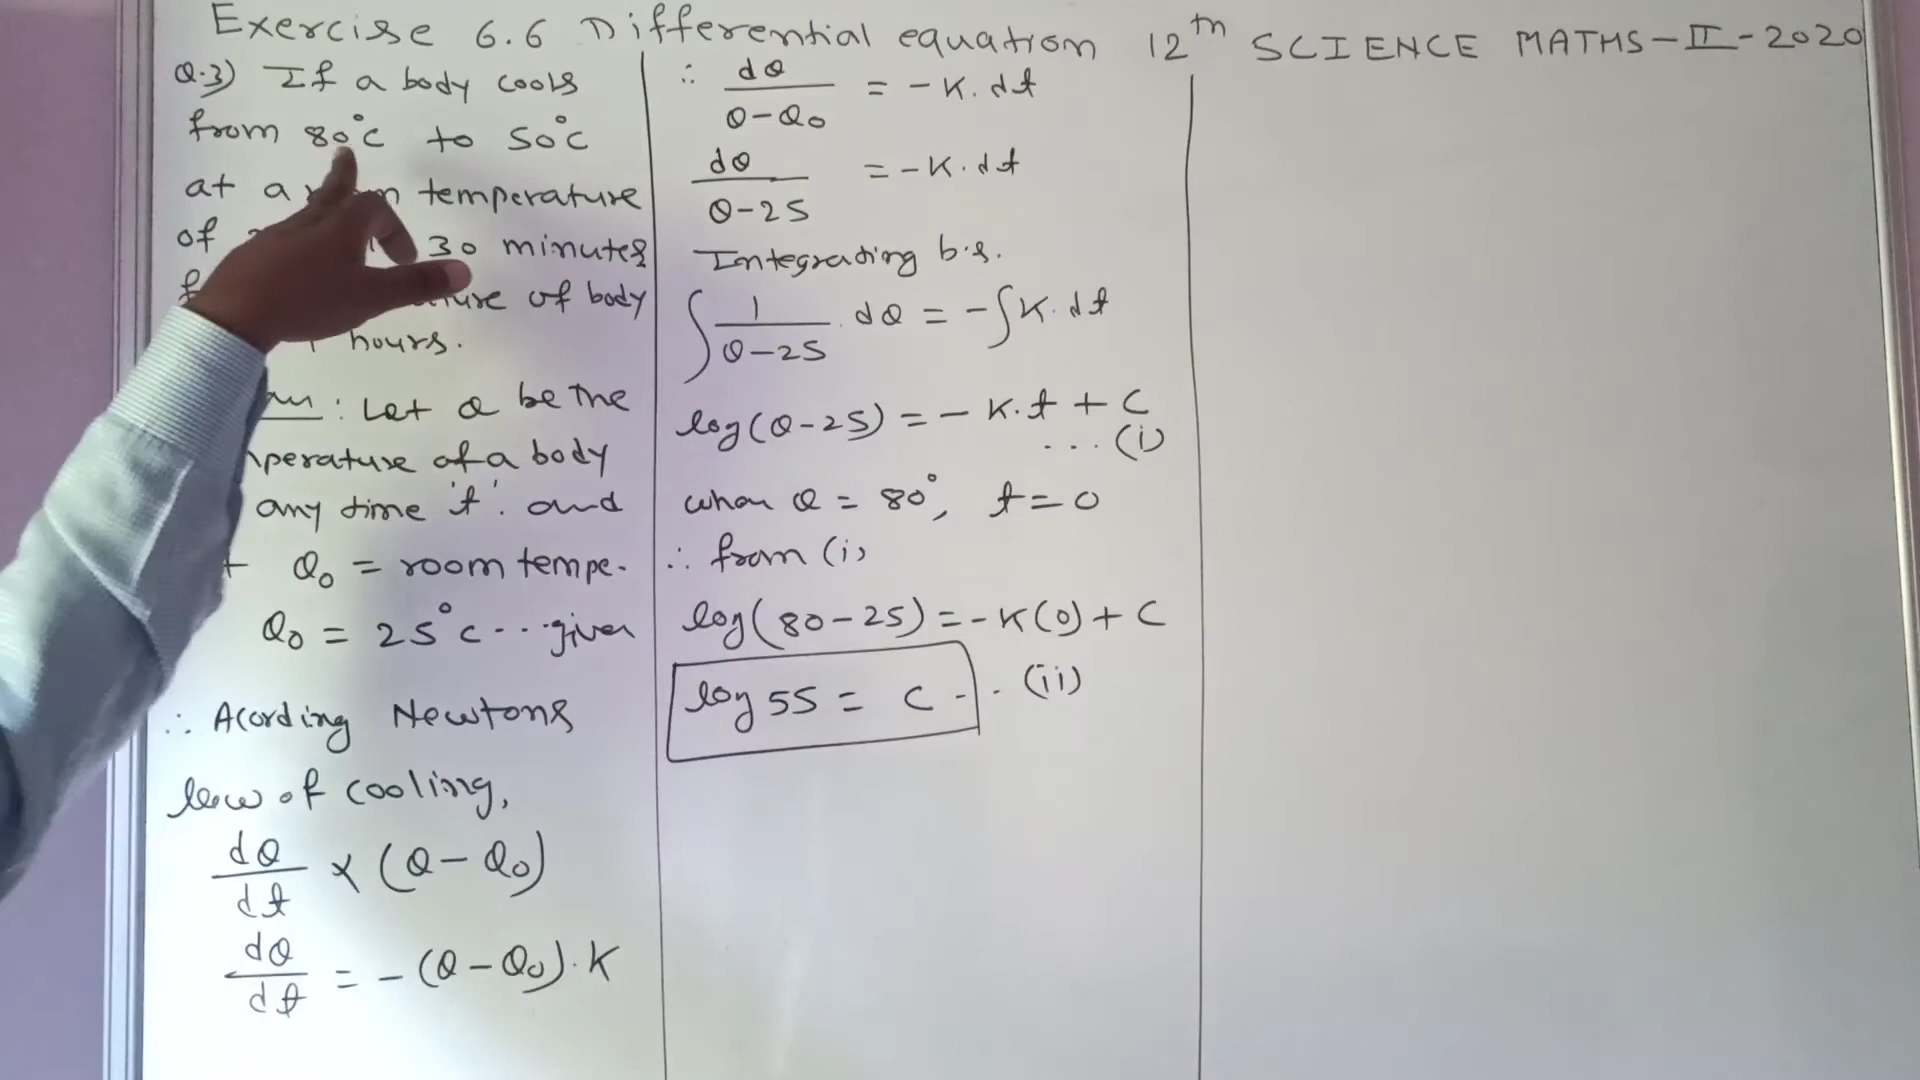 Exercise 6.6 Differential equation 12th SCIENCE MATHS-II-2020
Q.3) If a body cools
from 80°C to 50°C
at a temperature
of 30 minutes
of body
hours.
: Let θ be the
perature of a body
any time 't'. and
θ₀ = room tempe.
θ₀ = 25°C ... given
∴ Acording Newtons
law of cooling,
dθ/dt ∝ (θ-θ₀)
dθ/dt = -(θ-θ₀).K
∴ dθ/θ-θ₀ = -K.dt
dθ/θ-25 = -K.dt
Integrating b.s.
∫1/θ-25 . dθ = -∫K.dt
log(θ-25) = -K.t + C
... (i)
when θ = 80°, t=0
∴ from (i)
log(80-25) = -K(0) + C
log 55 = C .. (ii)